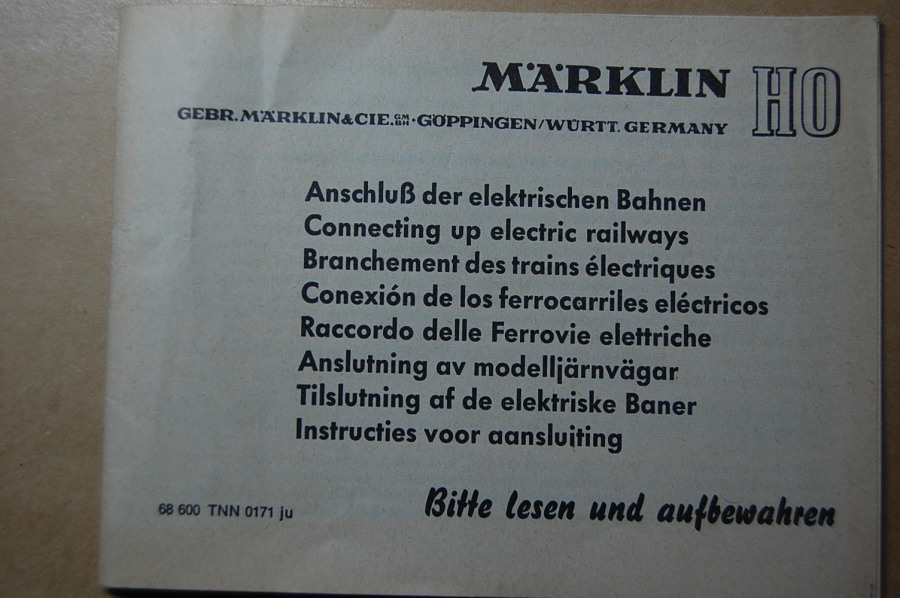 MÄRKLIN HO
GEBR. MÄRKLIN & CIE. GMBH · GÖPPINGEN/WÜRTT. GERMANY
Anschluß der elektrischen Bahnen
Connecting up electric railways
Branchement des trains électriques
Conexión de los ferrocarriles eléctricos
Raccordo delle Ferrovie elettriche
Anslutning av modelljärnvägar
Tilslutning af de elektriske Baner
Instructies voor aansluiting
68 600 TNN 0171 ju
Bitte lesen und aufbewahren